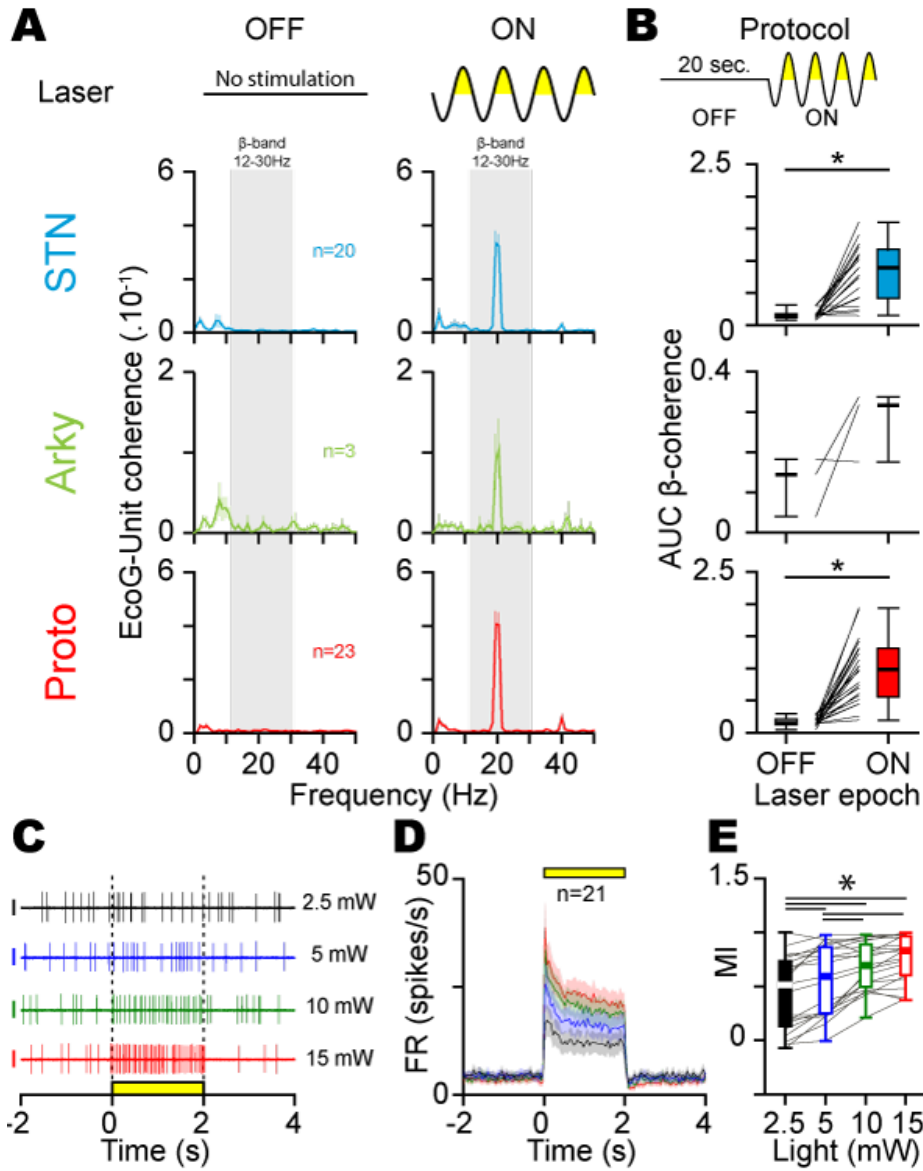 A
OFF
ON
B
Protocol
Laser
No stimulation
20 sec.
OFF
ON
β-band
12-30Hz
β-band
12-30Hz
STN
Arky
Proto
EcoG-Unit coherence (.10⁻¹)
6
0
n=20
6
0
2
0
n=3
2
0
6
0
n=23
6
0
0 20 40
0 20 40
Frequency (Hz)
AUC β-coherence
2.5
*
0
0.4
0
2.5
*
0
OFF ON
Laser epoch
C
2.5 mW
5 mW
10 mW
15 mW
-2 0 2 4
Time (s)
D
FR (spikes/s)
50
0
n=21
-2 0 2 4
Time (s)
E
MI
1.5
*
0
2.5 5 10 15
Light (mW)